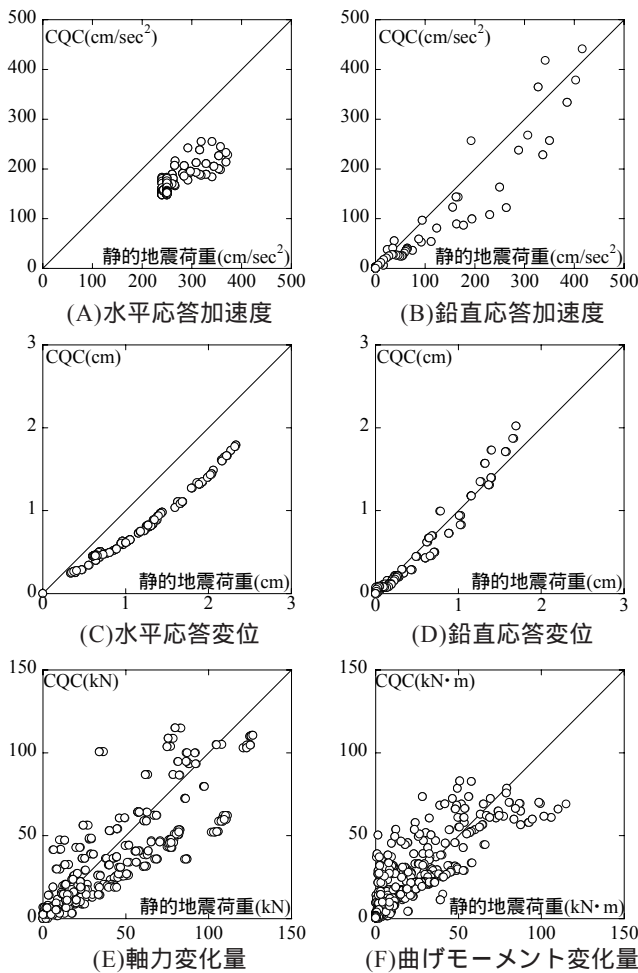 CQC(cm/sec²)
500
400
300
200
100
0
静的地震荷重(cm/sec²)
0 100 200 300 400 500
(A)水平応答加速度
CQC(cm/sec²)
500
400
300
200
100
0
静的地震荷重(cm/sec²)
0 100 200 300 400 500
(B)鉛直応答加速度
CQC(cm)
3
2
1
0
静的地震荷重(cm)
0 1 2 3
(C)水平応答変位
CQC(cm)
3
2
1
0
静的地震荷重(cm)
0 1 2 3
(D)鉛直応答変位
CQC(kN)
150
100
50
0
静的地震荷重(kN)
0 50 100 150
(E)軸力変化量
CQC(kN•m)
150
100
50
0
静的地震荷重(kN•m)
0 50 100 150
(F)曲げモーメント変化量